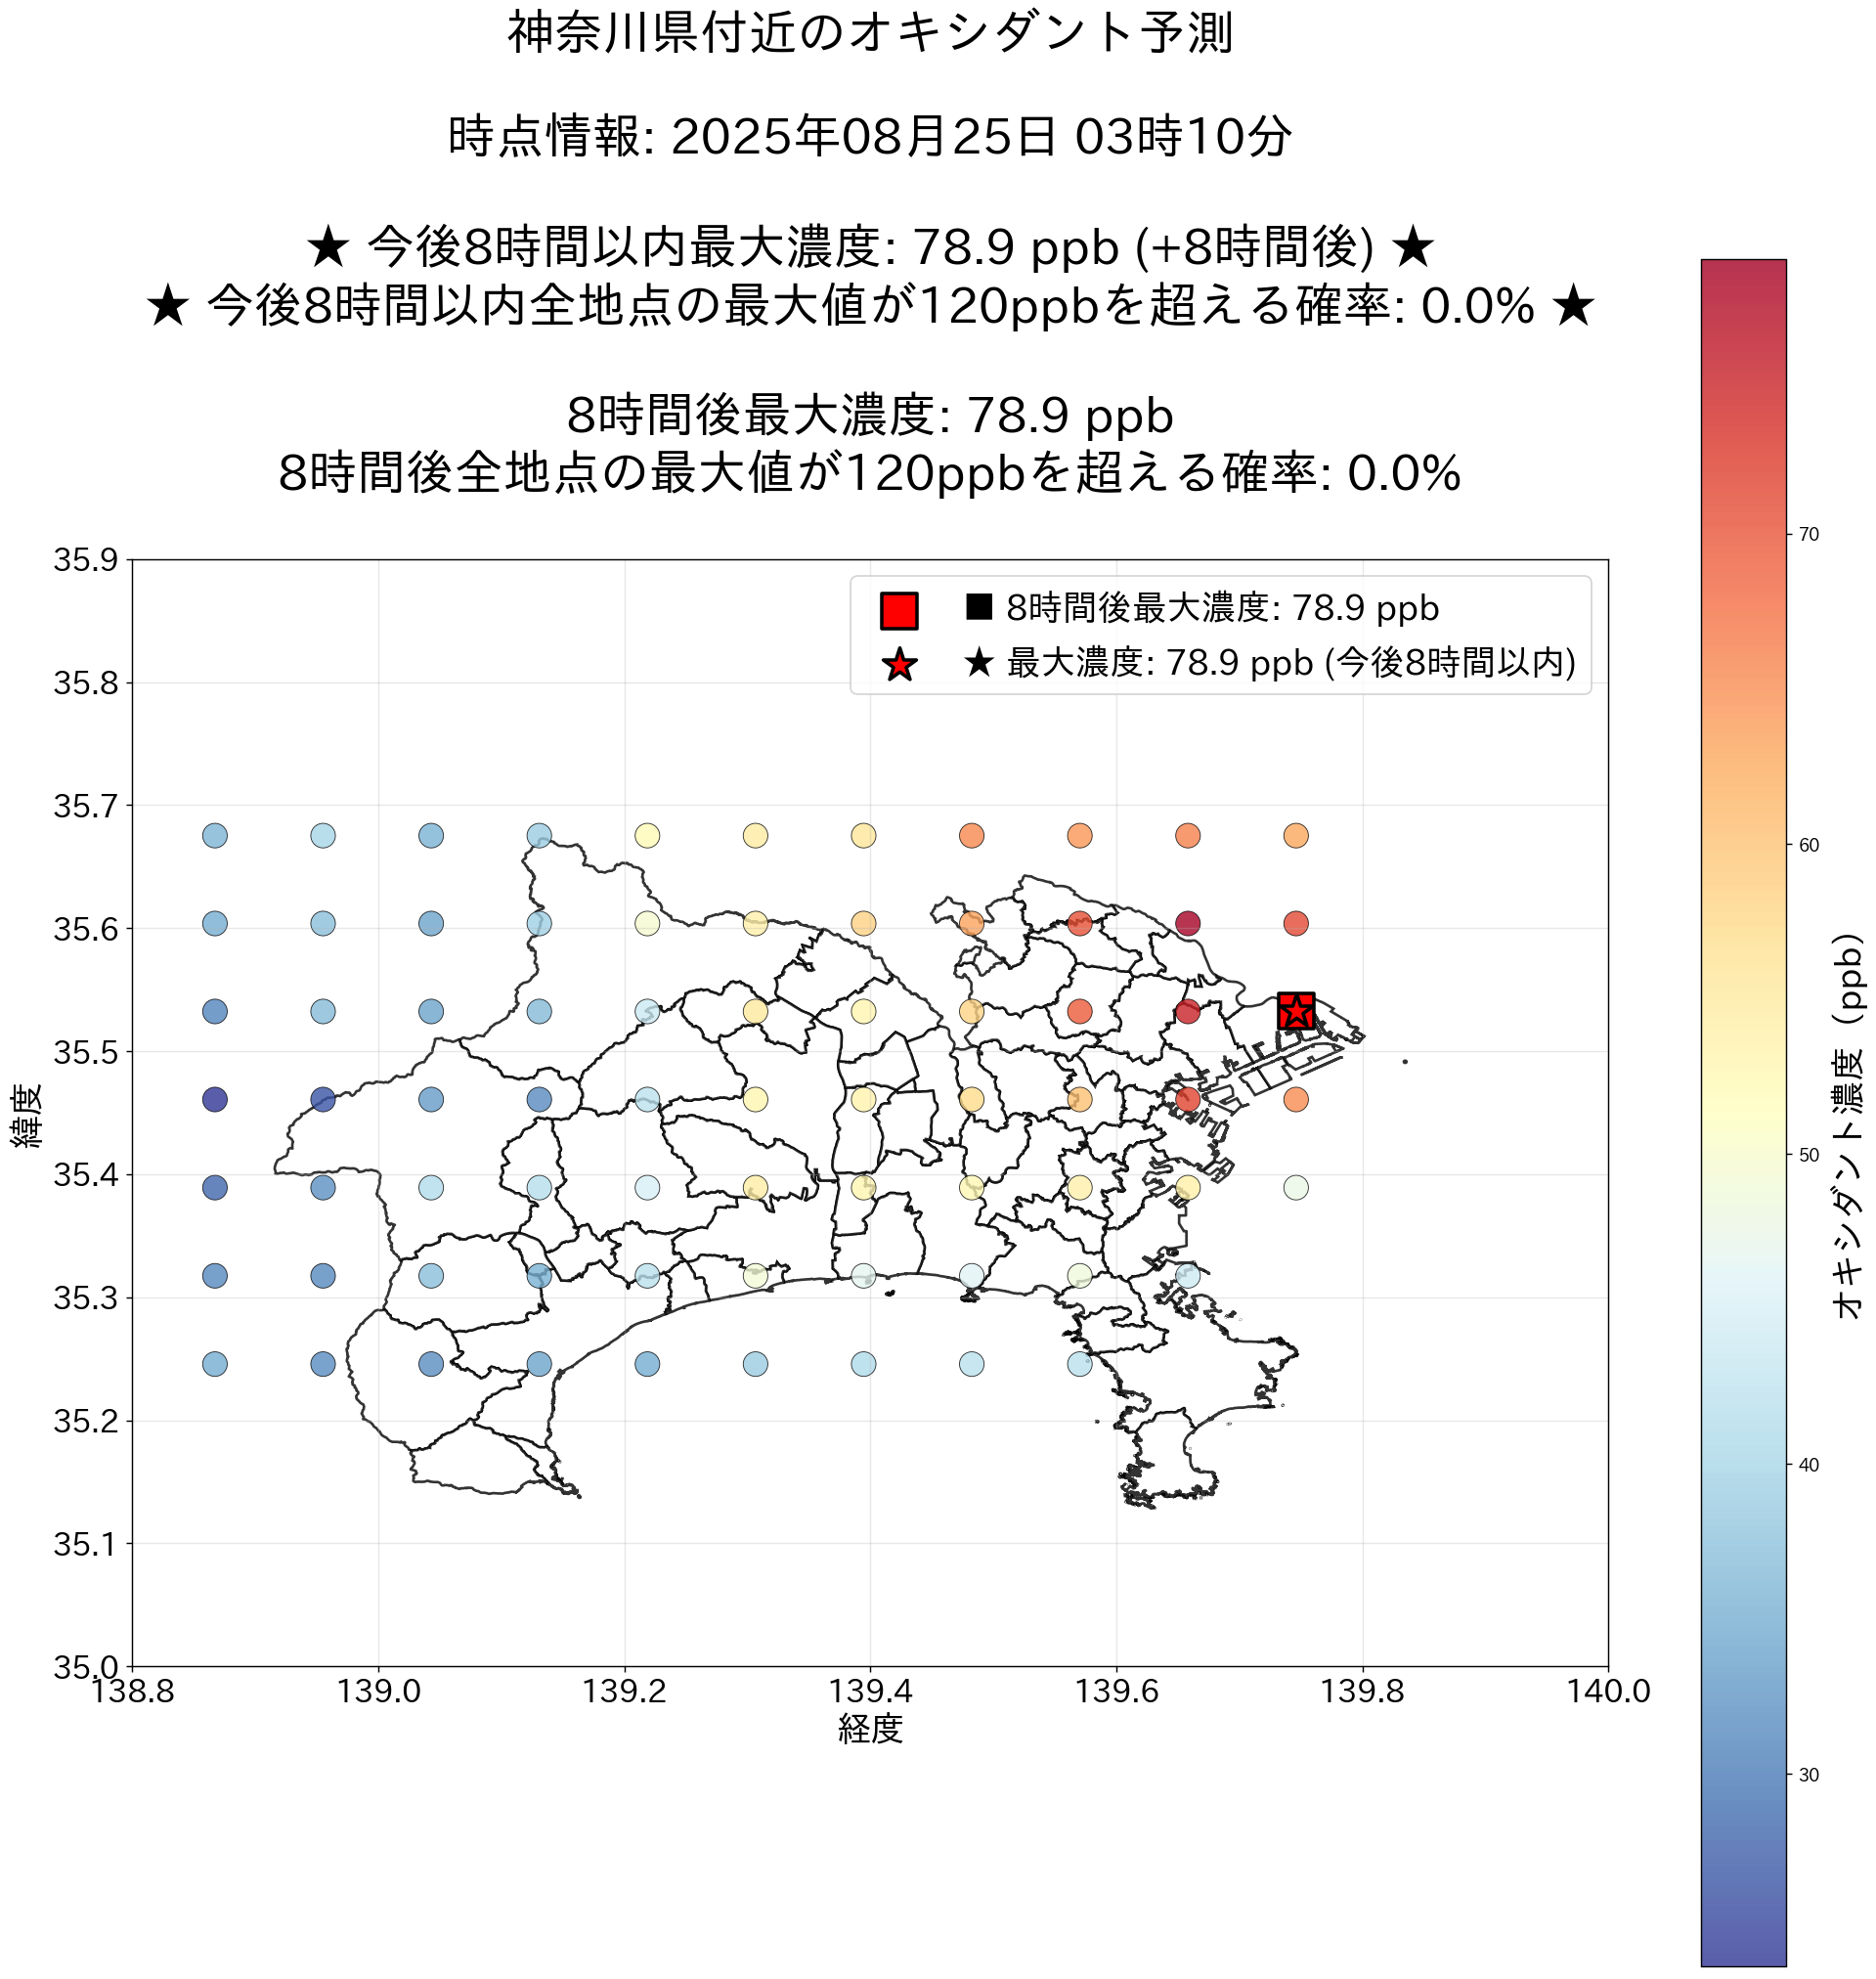 神奈川県付近のオキシダント予測
時点情報: 2025年08月25日 03時10分
★ 今後8時間以内最大濃度: 78.9 ppb (+8時間後) ★
★ 今後8時間以内全地点の最大値が120ppbを超える確率: 0.0% ★
8時間後最大濃度: 78.9 ppb
8時間後全地点の最大値が120ppbを超える確率: 0.0%
■ 8時間後最大濃度: 78.9 ppb
★ 最大濃度: 78.9 ppb (今後8時間以内)
35.9
35.8
35.7
35.6
35.5
35.4
35.3
35.2
35.1
35.0
緯度
138.8 139.0 139.2 139.4 139.6 139.8 140.0
経度
70
60
50
40
30
オキシダント濃度（ppb）